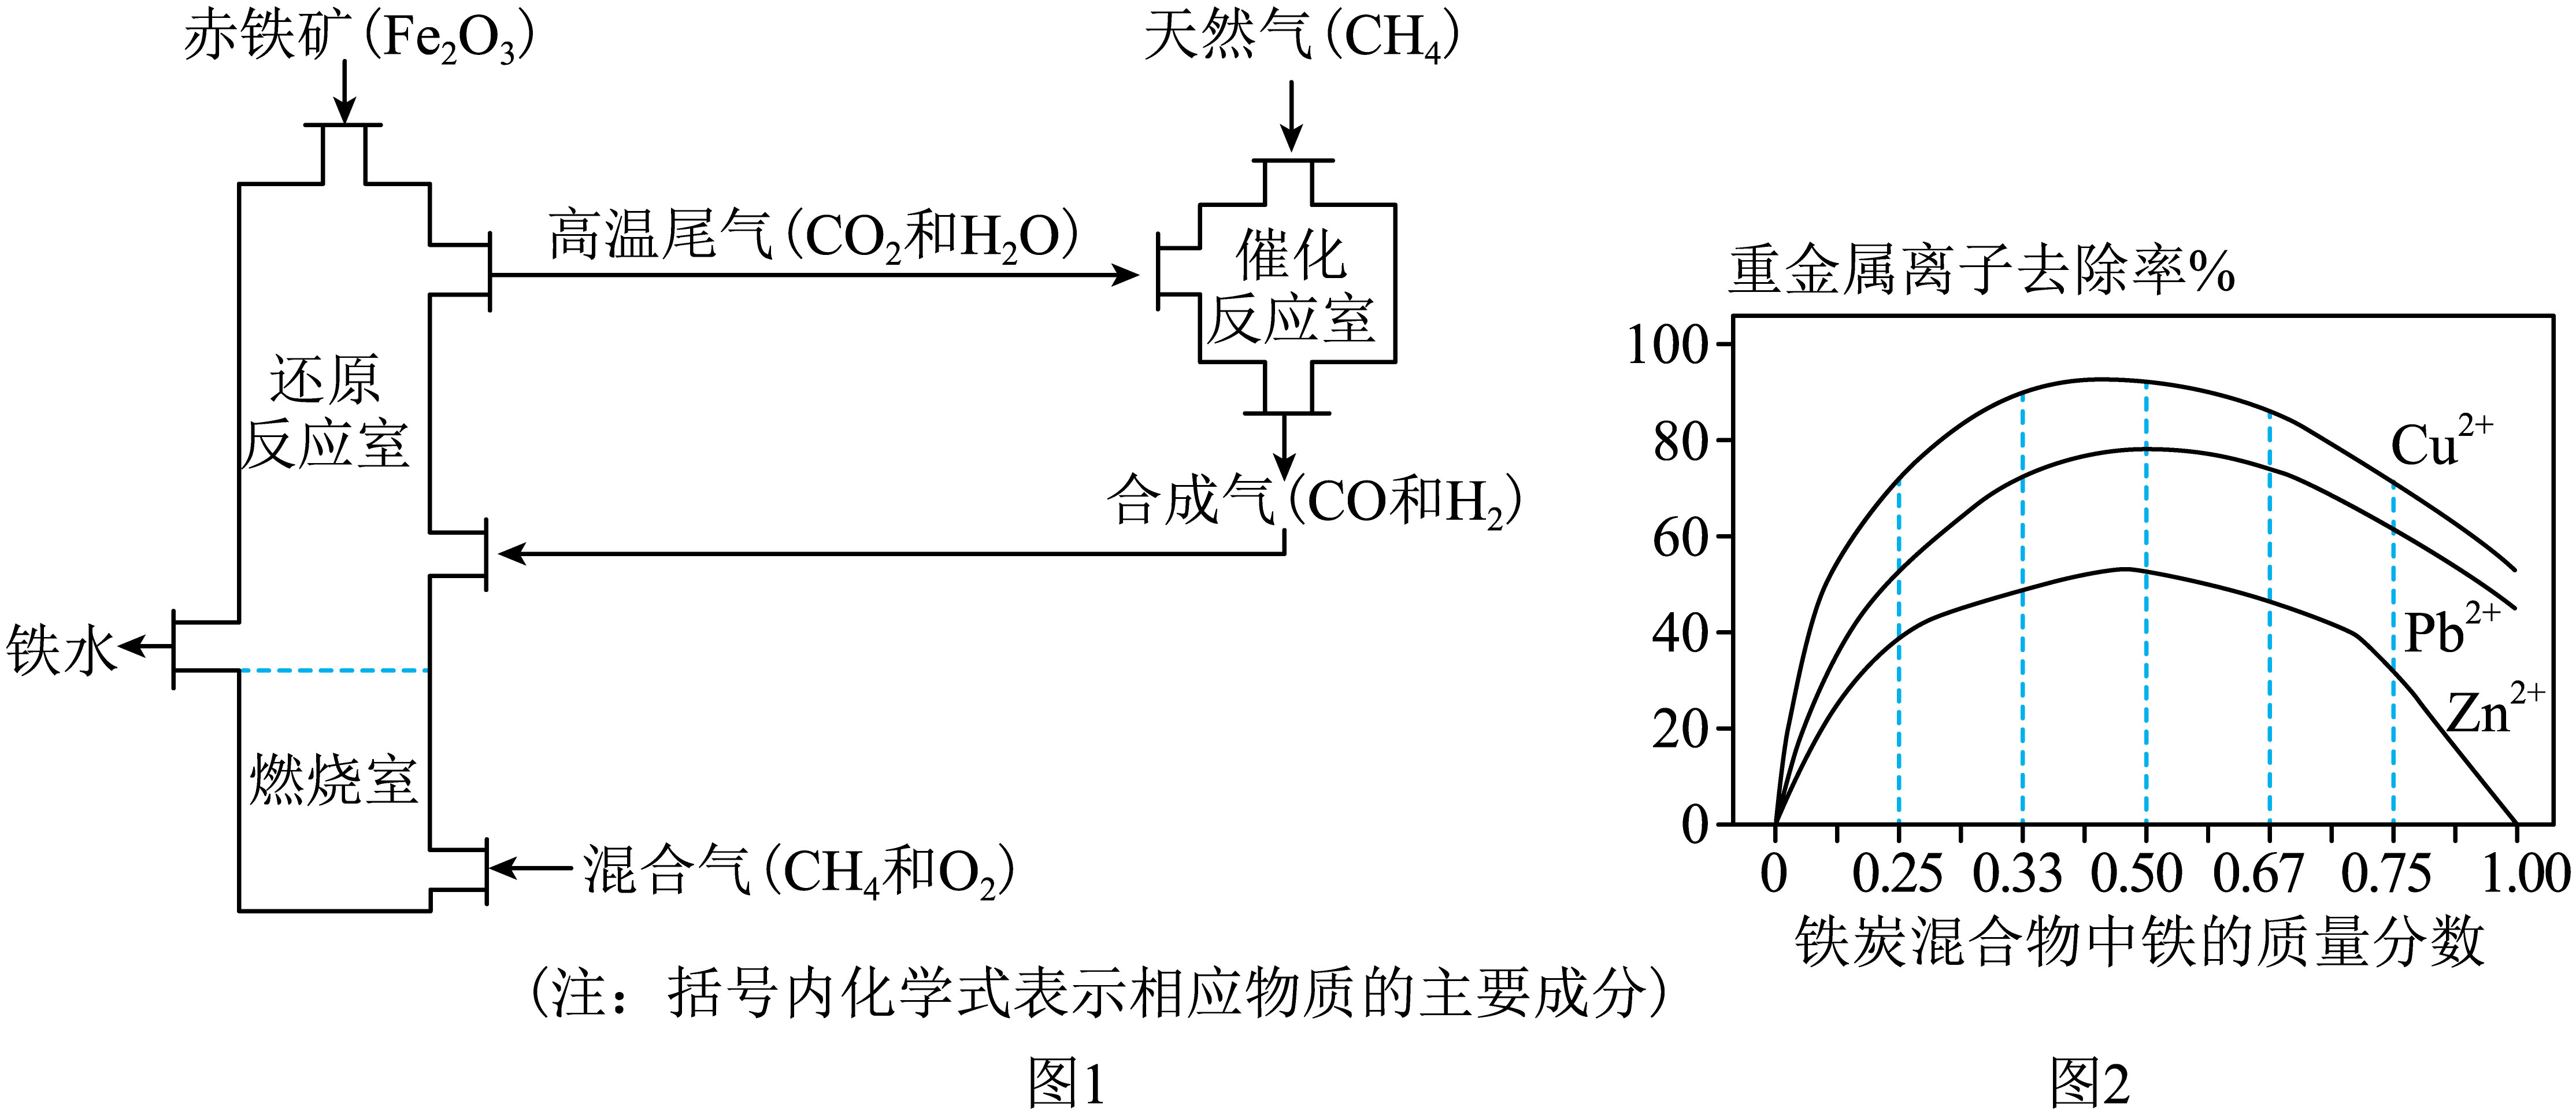 赤铁矿(Fe₂O₃)
天然气(CH₄)
高温尾气(CO₂和H₂O)
催化
反应室
还原
反应室
合成气(CO和H₂)
铁水
燃烧室
混合气(CH₄和O₂)
(注：括号内化学式表示相应物质的主要成分)
图1
重金属离子去除率%
100
80
60
40
20
0
Cu²⁺
Pb²⁺
Zn²⁺
0 0.25 0.33 0.50 0.67 0.75 1.00
铁炭混合物中铁的质量分数
图2